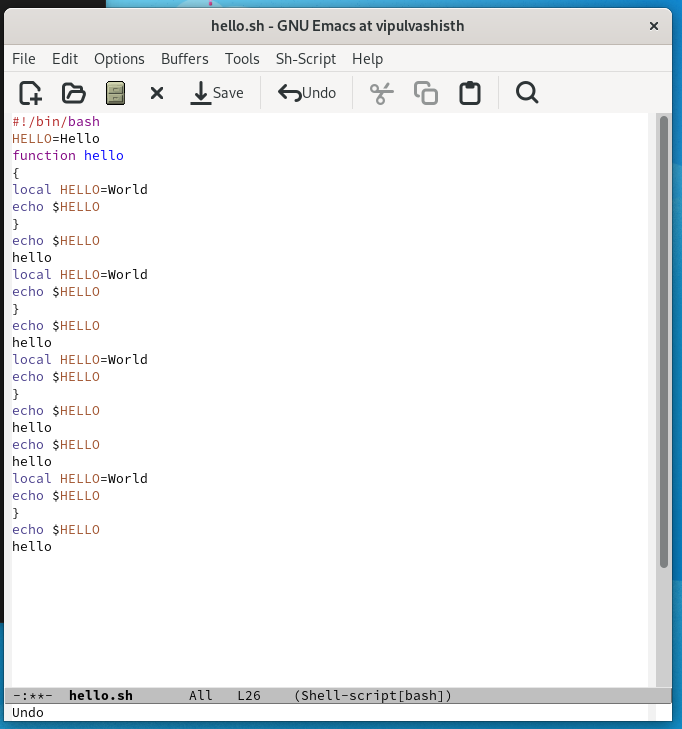 hello.sh - GNU Emacs at vipulvashisth
File Edit Options Buffers Tools Sh-Script Help
Save Undo
#!/bin/bash
HELLO=Hello
function hello
{
local HELLO=World
echo $HELLO
}
echo $HELLO
hello
local HELLO=World
echo $HELLO
}
echo $HELLO
hello
local HELLO=World
echo $HELLO
}
echo $HELLO
hello
echo $HELLO
hello
local HELLO=World
echo $HELLO
}
echo $HELLO
hello
-:**- hello.sh All L26 (Shell-script[bash])
Undo